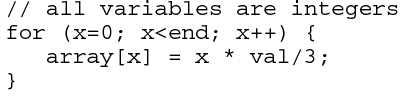 // all variables are integers
for (x=0; x<end; x++) {
   array[x] = x * val/3;
}